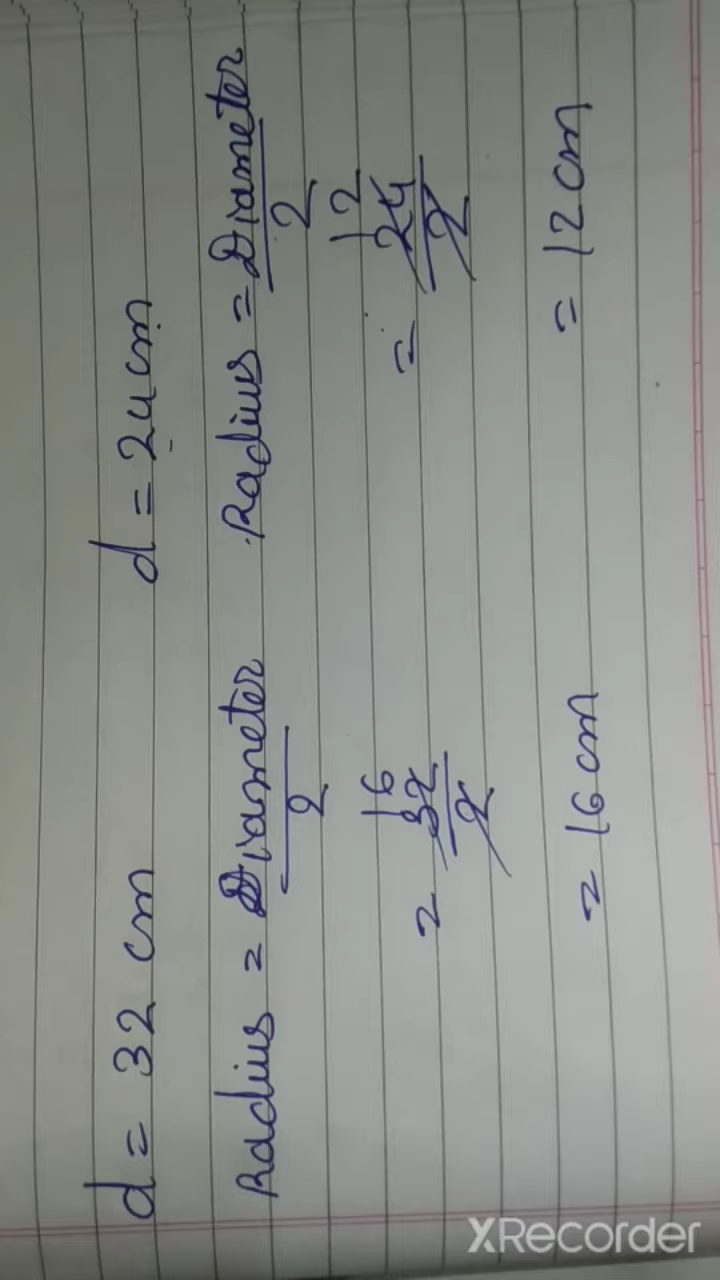 d = 32 cm
Radius = Diameter
2
= 16
32
2
= 16 cm
d = 24 cm
Radius = Diameter
2
= 12
24
2
= 12 cm
XRecorder